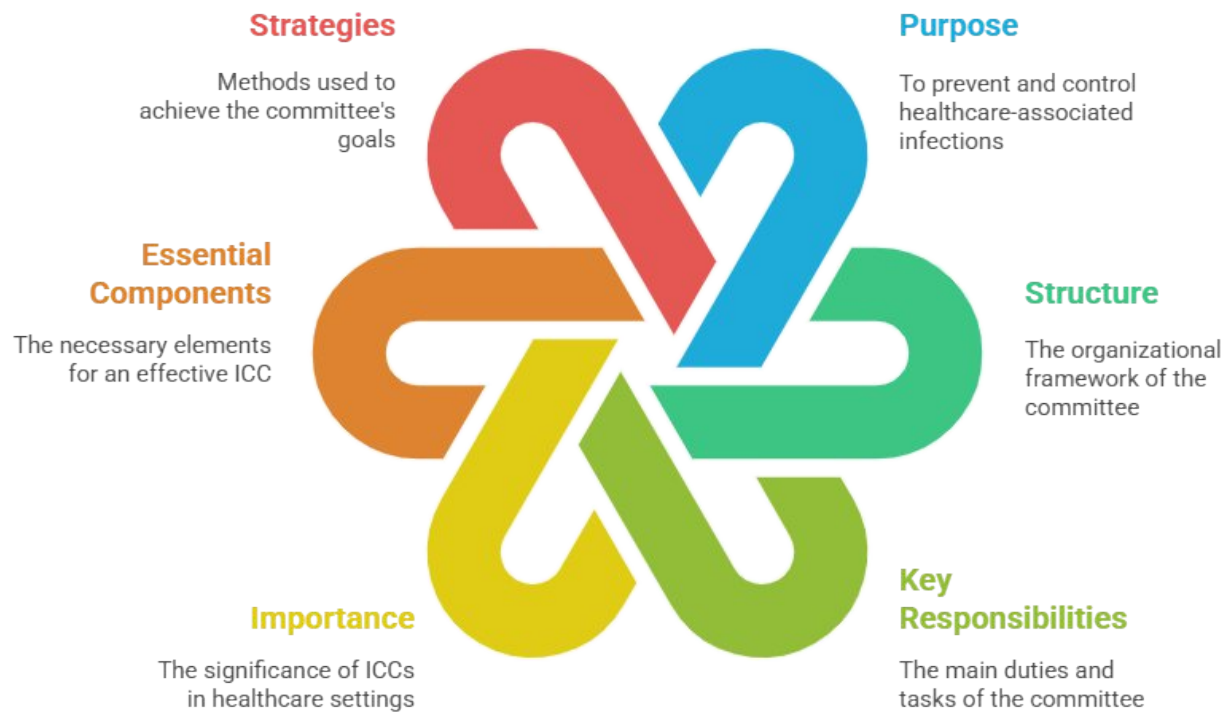 Strategies
Methods used to
achieve the committee's
goals
Purpose
To prevent and control
healthcare-associated
infections
Essential
Components
The necessary elements
for an effective ICC
Structure
The organizational
framework of the
committee
Importance
The significance of ICCs
in healthcare settings
Key
Responsibilities
The main duties and
tasks of the committee